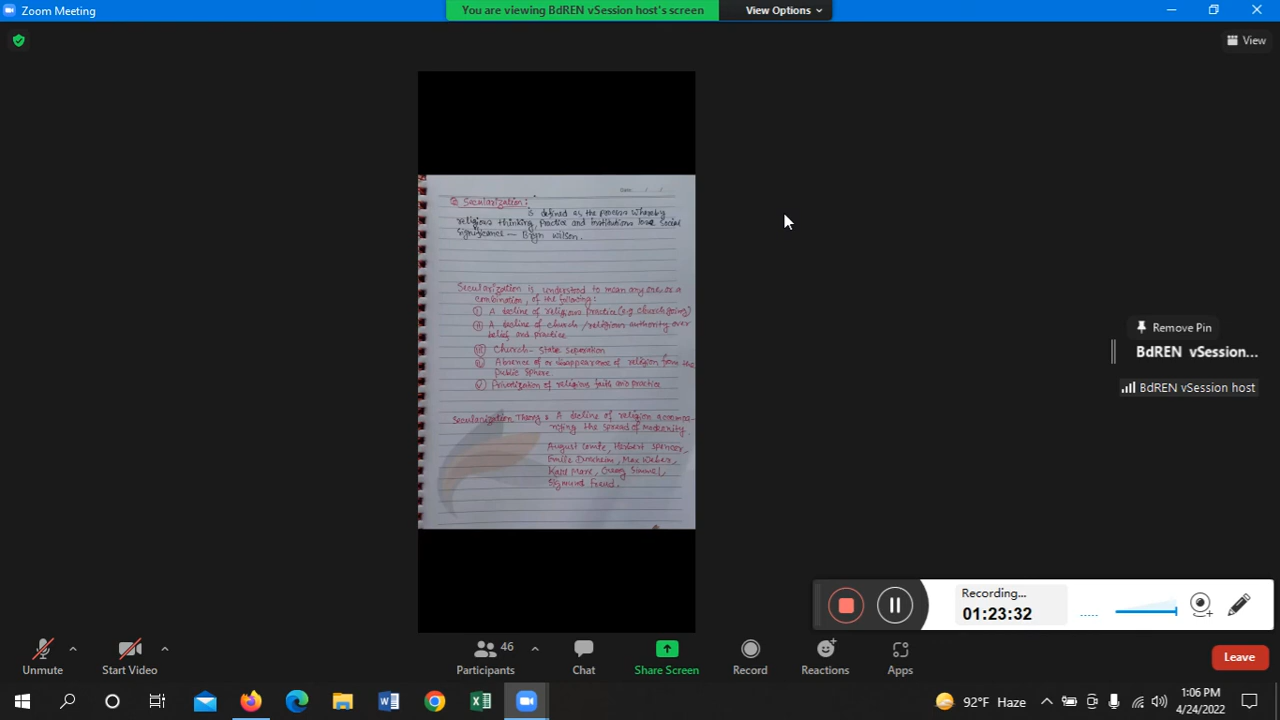 Zoom Meeting
You are viewing BdREN vSession host's screen
View Options
View
Date / /
Secularization:
is defined as the process whereby
religious thinking, practice and institutions lose social
significance — Bryn Wilson.
Secularization is understood to mean any one or a
combination, of the following:
I A decline of religious practice (e.g church going)
II A decline of church / religious authority over
belief and practice
III Church - State separation
Absence of or disappearance of religion from the
public sphere.
V Privatization of religious faith and practice
Secularization Theory: A decline of religion
the spread of modernity.
August Comte, Herbert Spencer,
Emile Durkheim, Max Weber,
Karl Marx, Georg Simmel,
Sigmund Freud.
Remove Pin
BdREN vSession...
BdREN vSession host
Recording...
01:23:32
Unmute
Start Video
46
Participants
Chat
Share Screen
Record
Reactions
Apps
Leave
92°F Haze
1:06 PM
4/24/2022